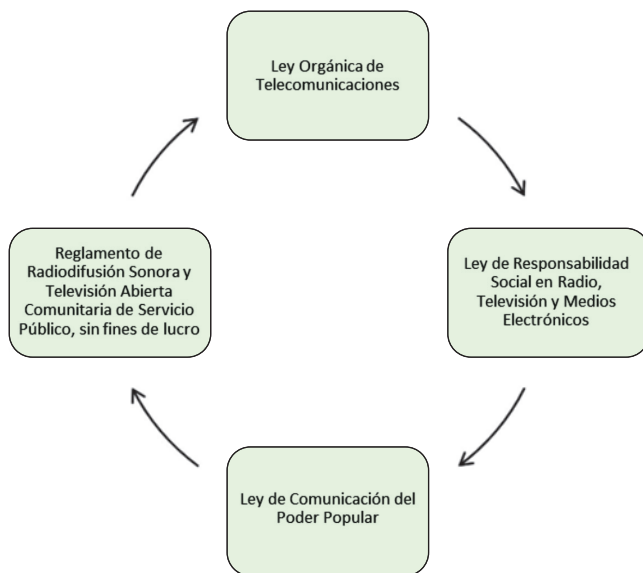 Ley Orgánica de
Telecomunicaciones
Ley de Responsabilidad
Social en Radio,
Televisión y Medios
Electrónicos
Ley de Comunicación del
Poder Popular
Reglamento de
Radiodifusión Sonora y
Televisión Abierta
Comunitaria de Servicio
Público, sin fines de lucro